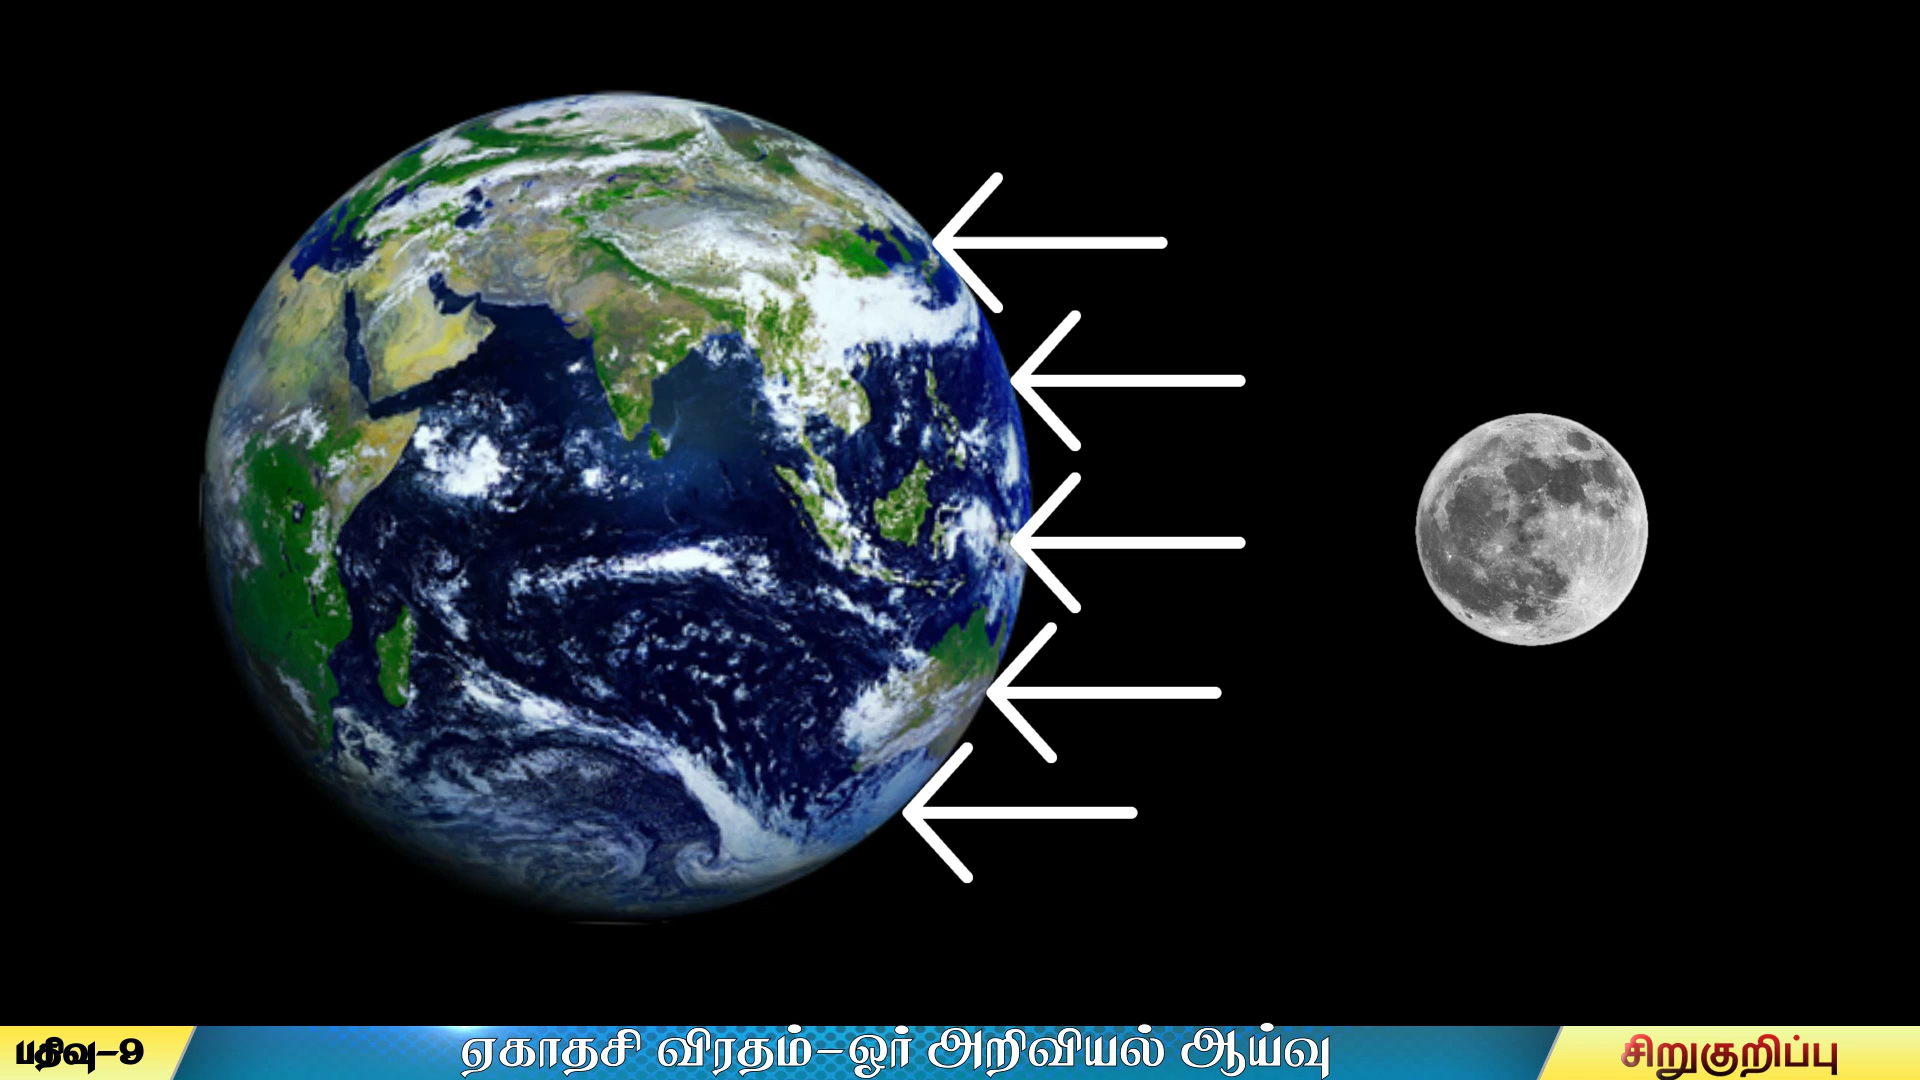 பதிவு-9
ஏகாதசி விரதம்-ஓர் அறிவியல் ஆய்வு
சிறுகுறிப்பு